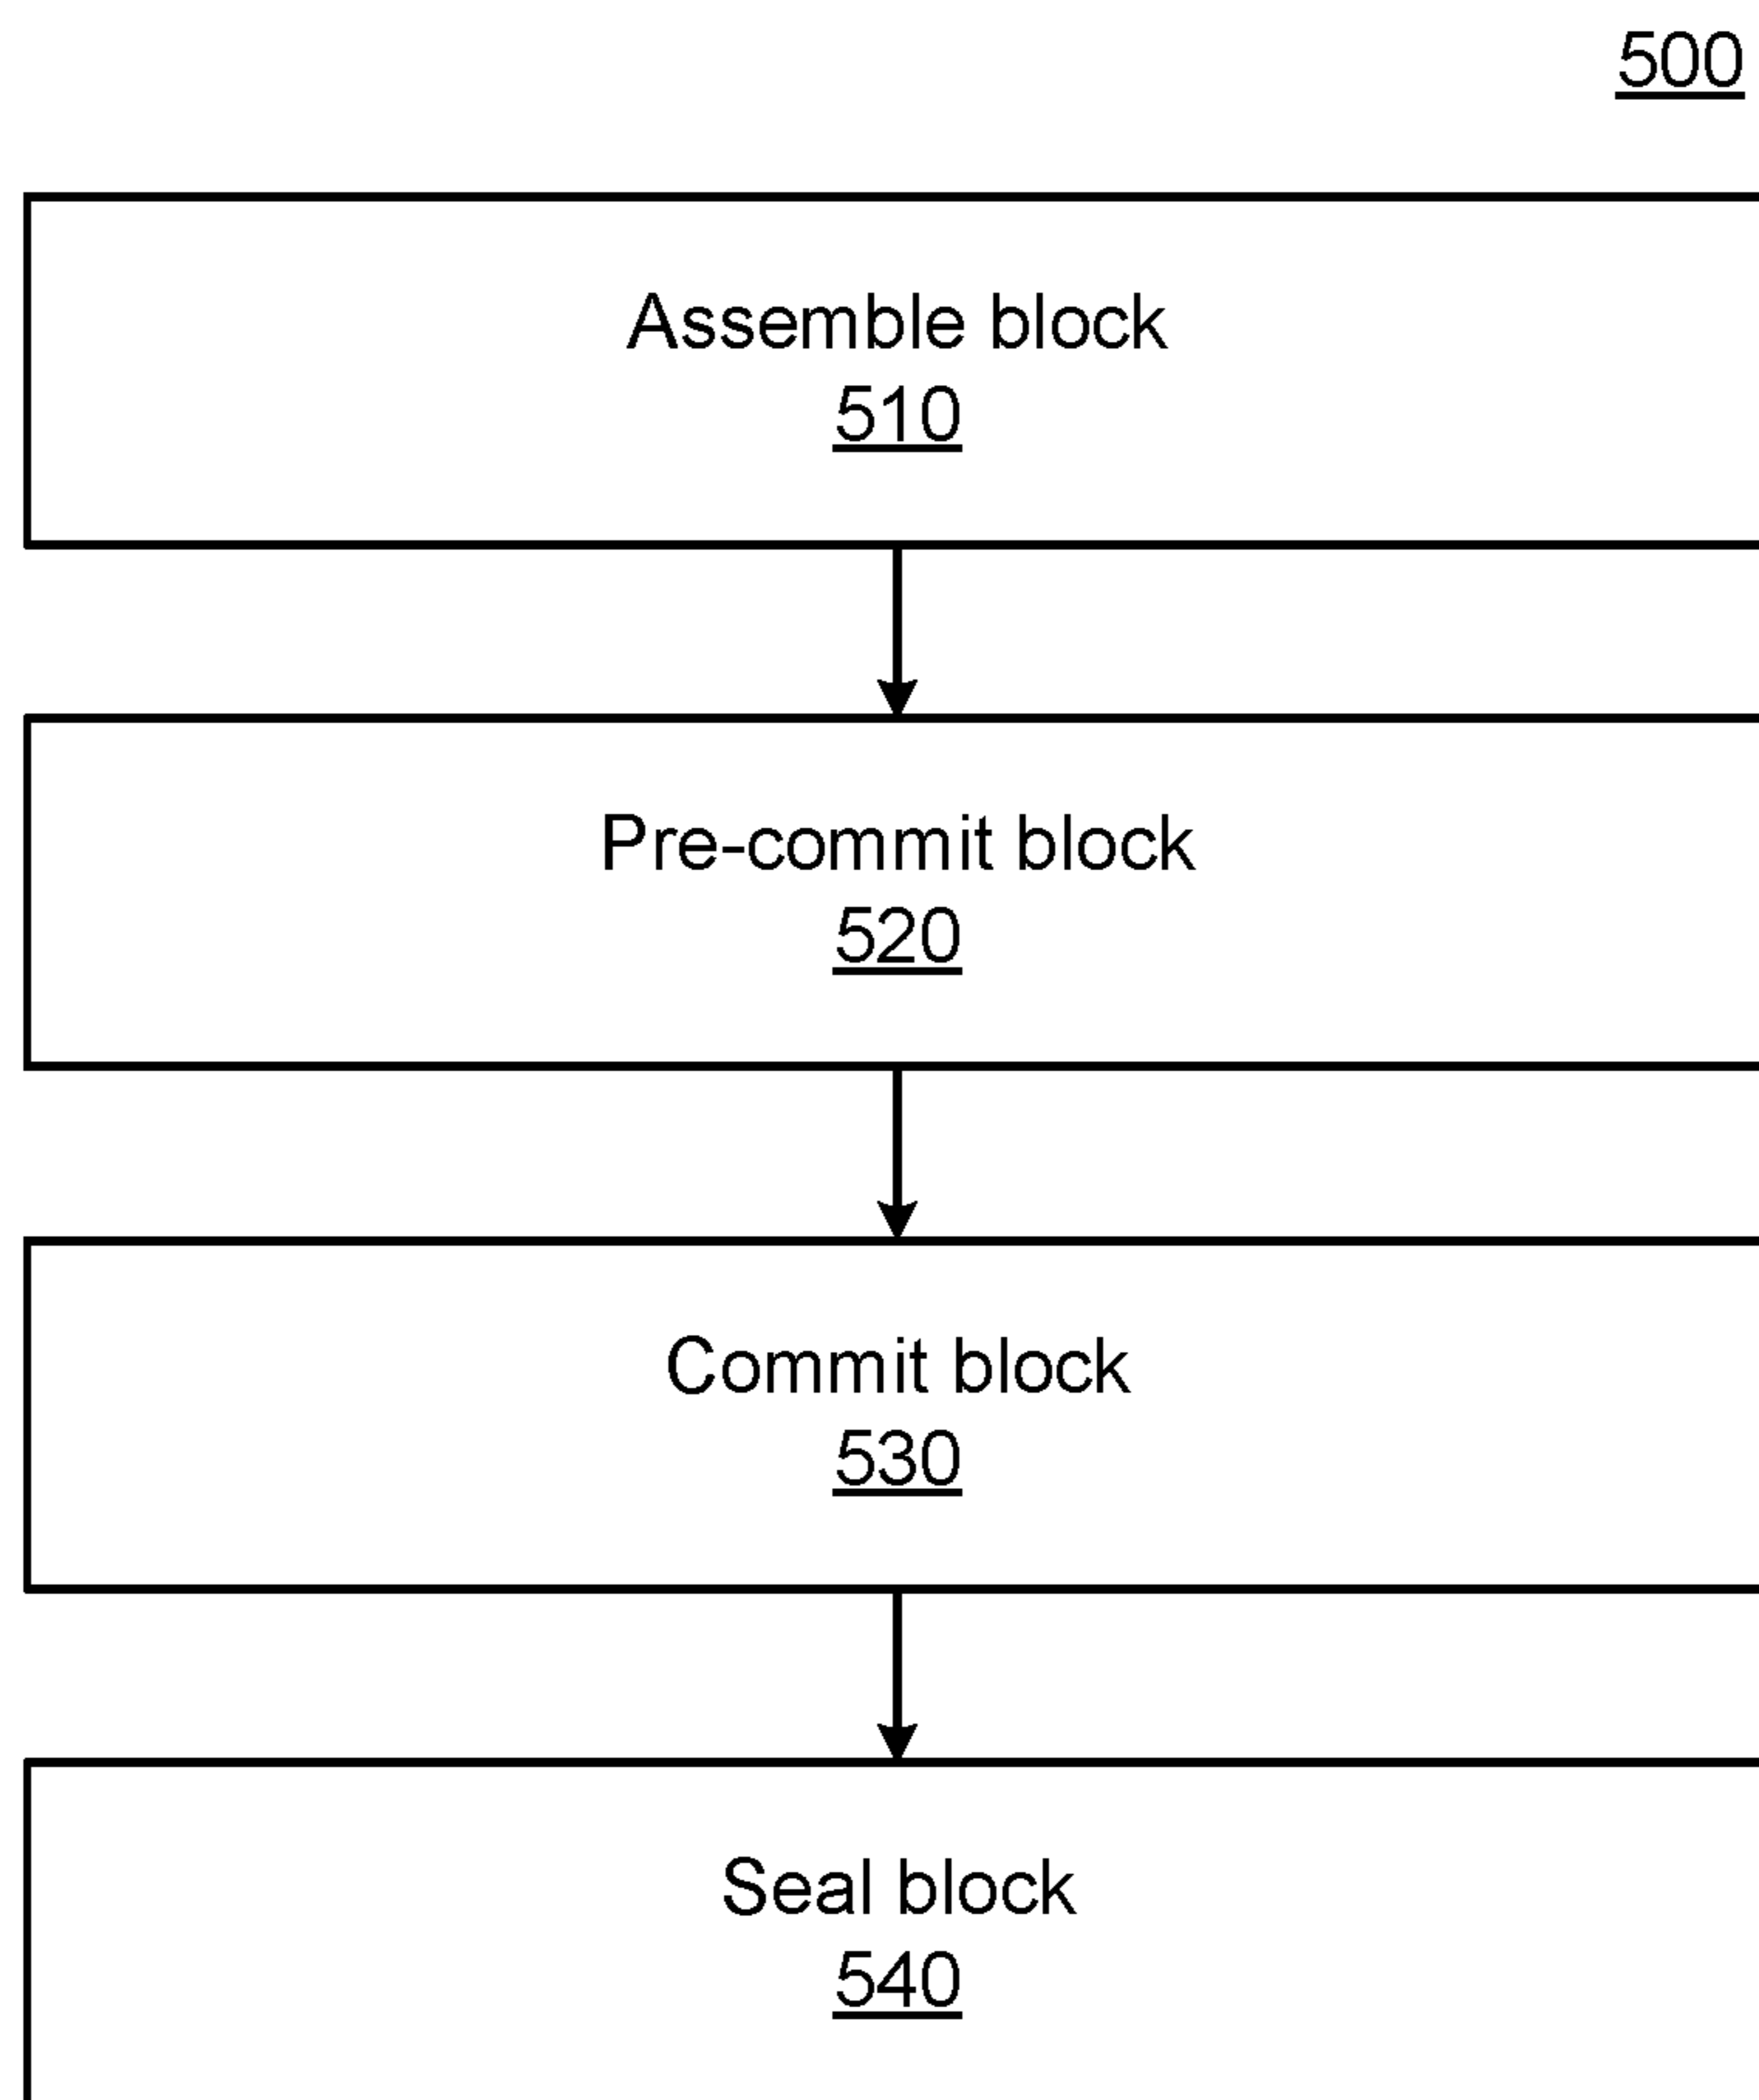 500
Assemble block
510
Pre-commit block
520
Commit block
530
Seal block
540